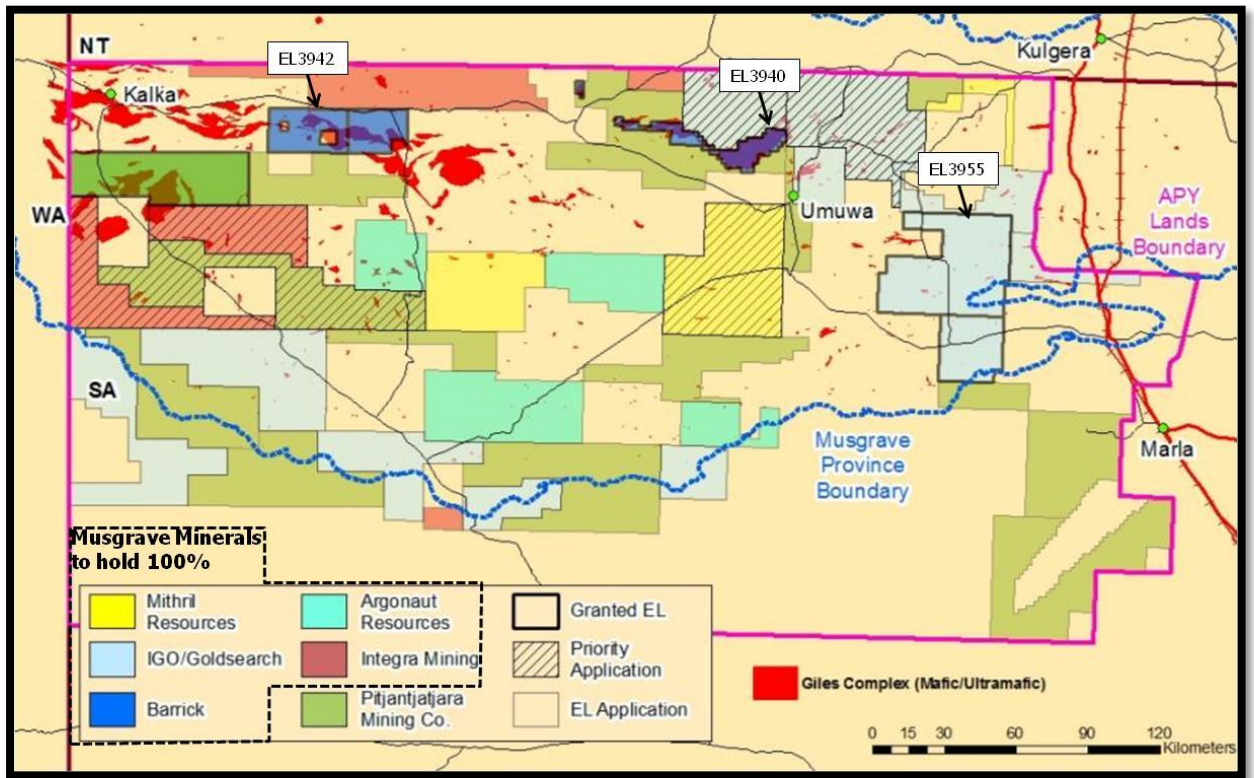 NT
EL3942
Kulgera
EL3940
Kalka
EL3955
WA
Umuwa
APY
Lands
Boundary
SA
Musgrave
Province
Boundary
Marla
Musgrave Minerals
to hold 100%
Mithril
Resources
Argonaut
Resources
Granted EL
IGO/Goldsearch
Integra Mining
Priority
Application
Barrick
Pitjantjatjara
Mining Co.
EL Application
Giles Complex (Mafic/Ultramafic)
0 15 30 60 90 120
Kilometers